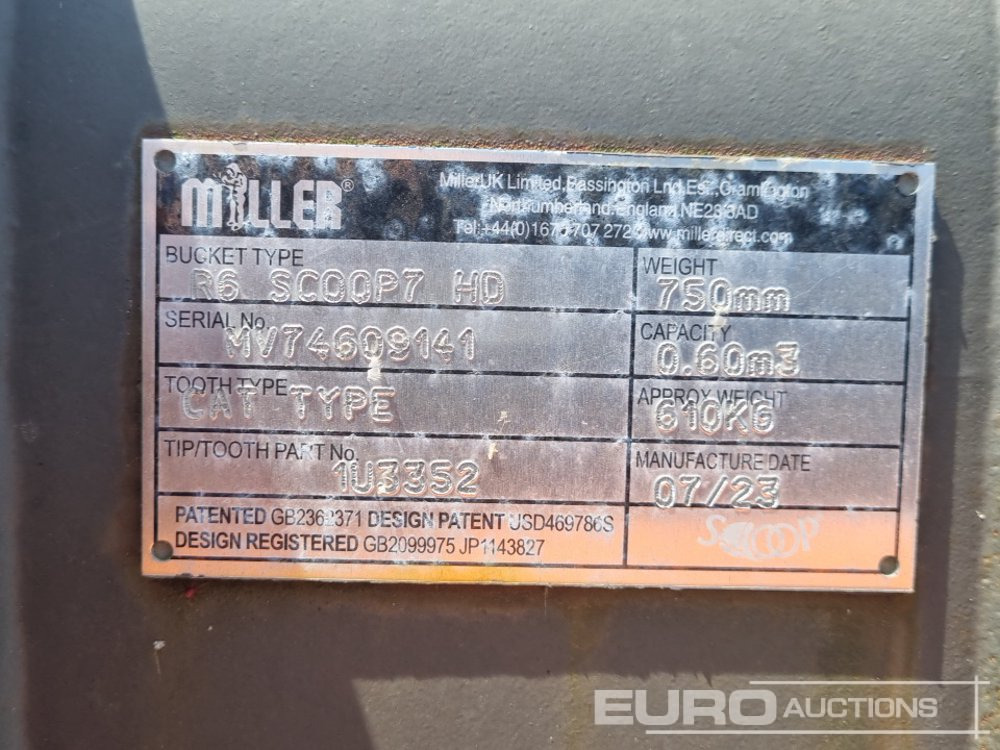 MILLER®
Miller UK Limited, Bassington Lnd, Est., Cramlington
Northumberland, England, NE23 8AD
Tel: +44(0)1670 707 272 www.millerdirect.com
BUCKET TYPE
R6 SCOOP7 HD
WEIGHT
750mm
SERIAL No.
MV74609141
CAPACITY
0.60m3
TOOTH TYPE
CAT TYPE
APPROX WEIGHT
610KG
TIP/TOOTH PART No.
1U3352
MANUFACTURE DATE
07/23
PATENTED GB2362371 DESIGN PATENT USD469786S
DESIGN REGISTERED GB2099975 JP1143827
SCOOP
EURO AUCTIONS